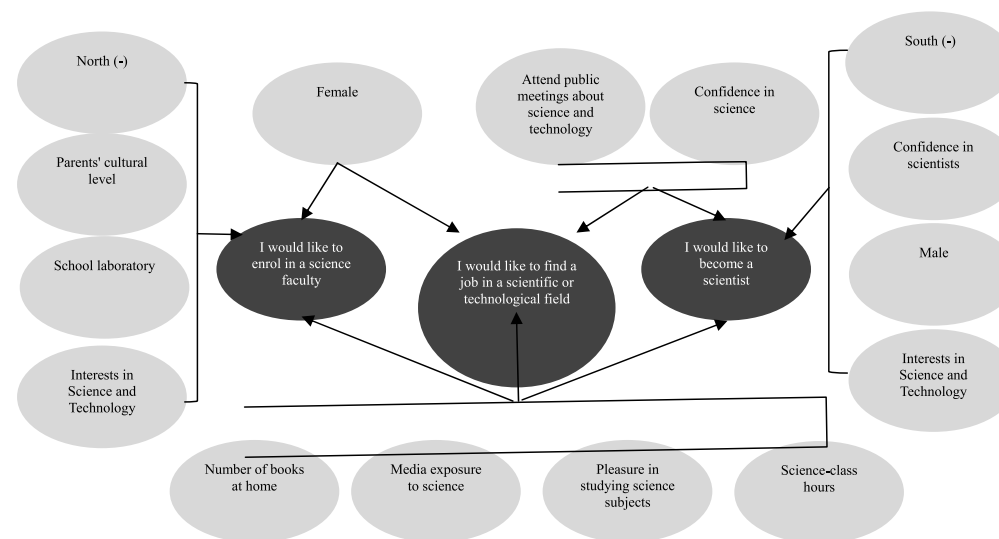 North (-)
Parents' cultural
level
School laboratory
Interests in
Science and
Technology
Female
Attend public
meetings about
science and
technology
Confidence in
science
South (-)
Confidence in
scientists
Male
Interests in
Science and
Technology
I would like to
enrol in a science
faculty
I would like to find a
job in a scientific or
technological field
I would like to
become a
scientist
Number of books
at home
Media exposure
to science
Pleasure in
studying science
subjects
Science-class
hours